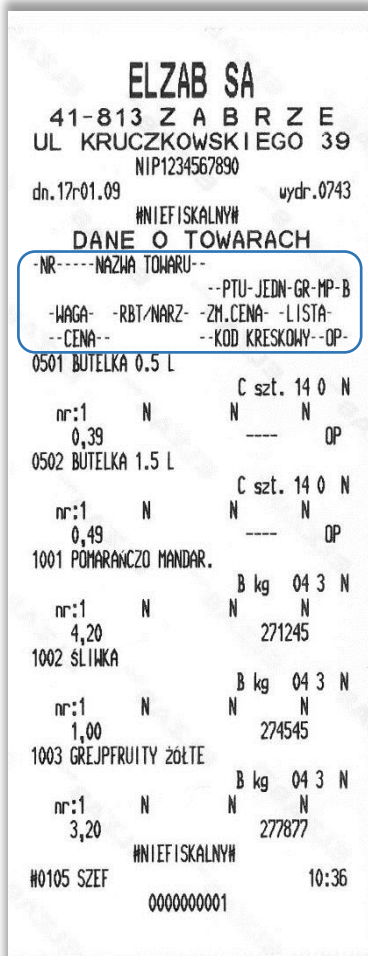 ELZAB SA
41-813 Z A B R Z E
UL KRUCZKOWSKIEGO 39
NIP1234567890
dn.17r01.09 wydr.0743
#NIEFISKALNY#
DANE O TOWARACH
-NR-----NAZWA TOWARU--
--PTU-JEDN-GR-MP-B
-WAGA- -RBT/NARZ- -ZM.CENA- -LISTA-
--CENA-- --KOD KRESKOWY--OP-
0501 BUTELKA 0.5 L
C szt. 14 0 N
nr:1 N N N
0,39 ---- OP
0502 BUTELKA 1.5 L
C szt. 14 0 N
nr:1 N N N
0,49 ---- OP
1001 POMARAŃCZO MANDAR.
B kg 04 3 N
nr:1 N N N
4,20 271245
1002 ŚLIWKA
B kg 04 3 N
nr:1 N N N
1,00 274545
1003 GREJPFRUITY ŻÓŁTE
B kg 04 3 N
nr:1 N N N
3,20 277877
#NIEFISKALNY#
#0105 SZEF 10:36
0000000001